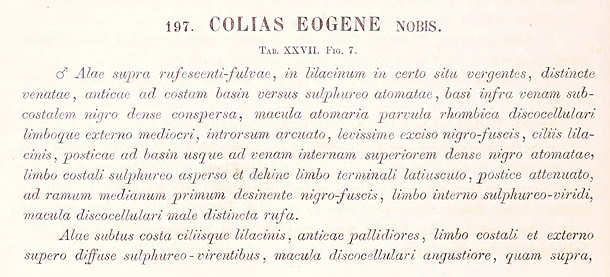 197. COLIAS EOGENE NOBIS.
TAB. XXVII. FIG. 7.
♂ Alae supra rufescenti-fulvae, in lilacinum in certo situ vergentes, distincte
venatae, anticae ad costam basin versus sulphureo atomatae, basi infra venam sub-
costalem nigro dense conspersa, macula atomaria parvula rhombica discocellulari
limboque externo mediocri, introrsum arcuato, levissime exciso nigro-fuscis, ciliis lila-
cinis, posticae ad basin usque ad venam internam superiorem dense nigro atomatae,
limbo costali sulphureo asperso et dehinc limbo terminali latiusculo, postice attenuato,
ad ramum medianum primum desinente nigro-fuscis, limbo interno sulphureo-viridi,
macula discocellulari male distincta rufa.
Alae subtus costa ciliisque lilacinis, anticae pallidiores, limbo costali et externo
supero diffuse sulphureo-virentibus, macula discocellulari angustiore, quam supra,